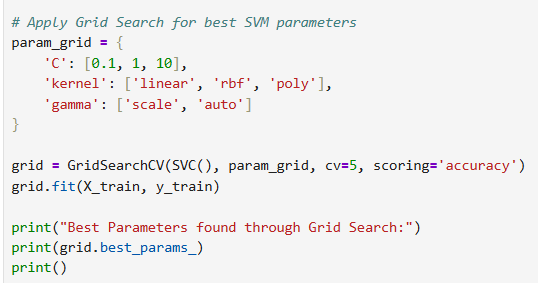 # Apply Grid Search for best SVM parameters
param_grid = {
    'C': [0.1, 1, 10],
    'kernel': ['linear', 'rbf', 'poly'],
    'gamma': ['scale', 'auto']
}
grid = GridSearchCV(SVC(), param_grid, cv=5, scoring='accuracy')
grid.fit(X_train, y_train)
print("Best Parameters found through Grid Search:")
print(grid.best_params_)
print()